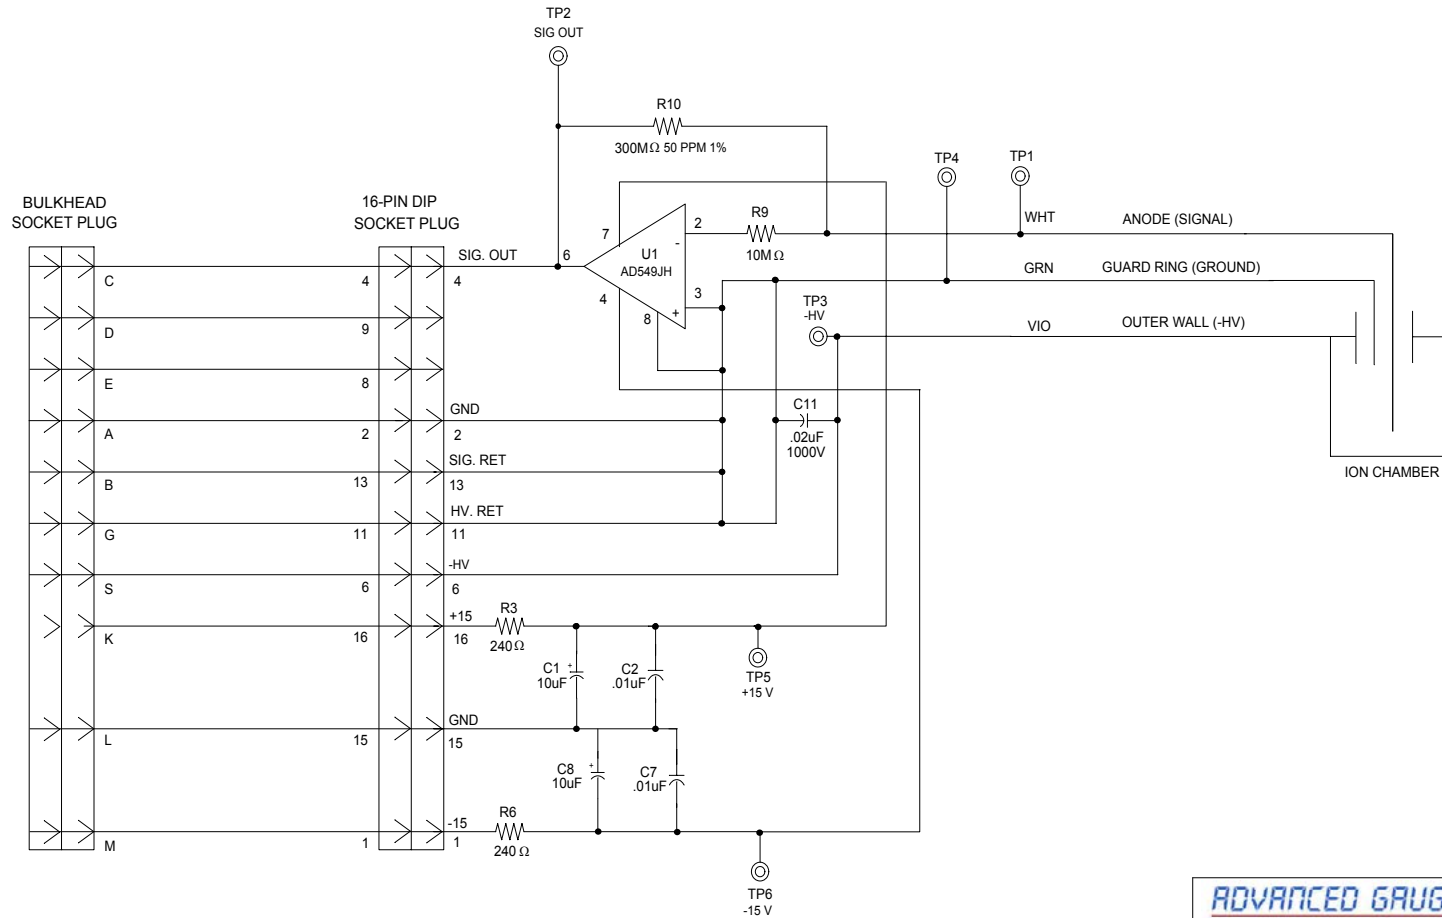 TP2
SIG OUT
R10
300MΩ 50 PPM 1%
TP4
TP1
BULKHEAD
SOCKET PLUG
16-PIN DIP
SOCKET PLUG
WHT ANODE (SIGNAL)
R9
10MΩ
2
7
U1
AD549JH
-
+
3
4
8
6
SIG. OUT
C 4 4
GRN GUARD RING (GROUND)
TP3
-HV
VIO OUTER WALL (-HV)
D 9
E 8
GND
A 2 2
C11
.02uF
1000V
SIG. RET
B 13 13
ION CHAMBER
HV. RET
G 11 11
-HV
S 6 6
+15
K 16 16
R3
240Ω
C1 +
10uF
C2
.01uF
TP5
+15 V
GND
L 15 15
C8 +
10uF
C7
.01uF
-15
M 1 1
R6
240Ω
TP6
-15 V
ADVANCED GAUG